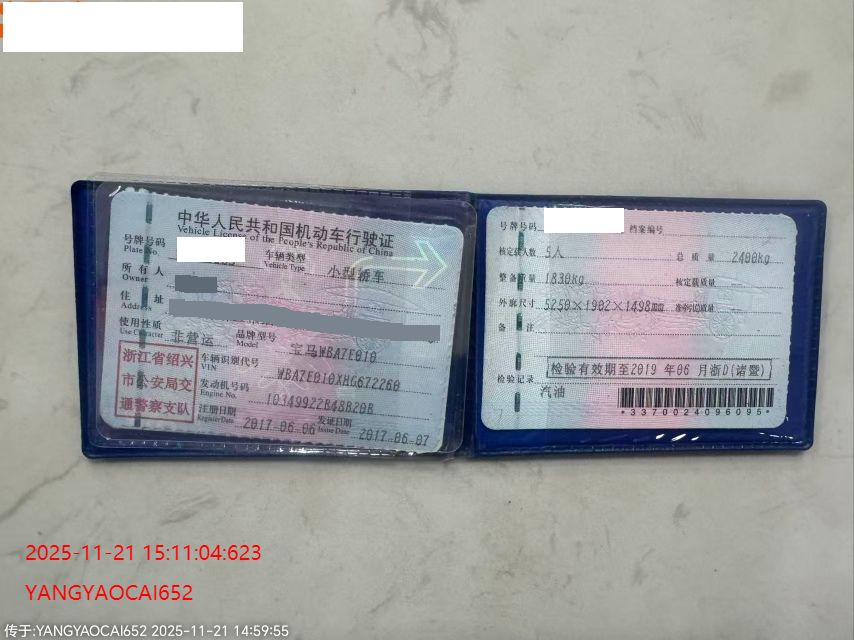 中华人民共和国机动车行驶证
Vehicle License of the People's Republic of China
号牌号码
Plate No.
车辆类型
Vehicle Type
小型轿车
所有人
Owner
住址
Address
使用性质
Use Character
非营运
品牌型号
Model
宝马WBA7E010
浙江省绍兴
市公安局交
通警察支队
车辆识别代号
VIN
WBA7E010XHG672260
发动机号码
Engine No.
10349922B48B20B
注册日期
Register Date
2017-06-06
发证日期
Issue Date
2017-06-07
号牌号码
档案编号
核定载人数 5人
总质量 2400kg
整备质量 1830kg
核定载质量
外廓尺寸 5250×1902×1498
准牵引总质量
备注
检验有效期至2019 年06 月浙D(诸暨)
检验记录
汽油
*3370024096095*
2025-11-21 15:11:04:623
YANGYAOCAI652
传于:YANGYAOCAI652 2025-11-21 14:59:55